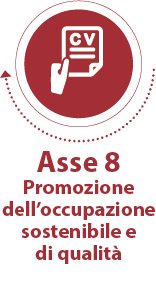 CV
Asse 8
Promozione
dell’occupazione
sostenibile e
di qualità